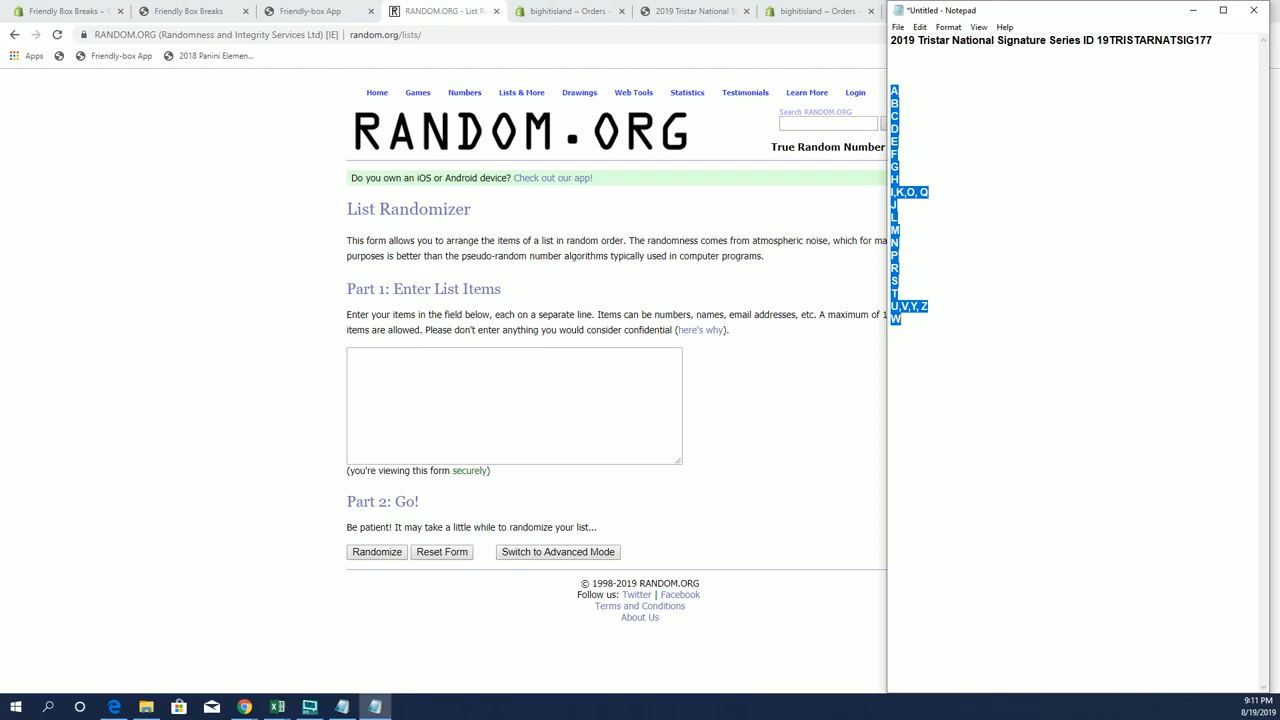 Friendly Box Breaks ~ C
Friendly Box Breaks
Friendly-box App
RANDOM.ORG - List Ra
bighitisland ~ Orders ~
2019 Tristar National S
bighitisland ~ Orders ~
*Untitled - Notepad
File Edit Format View Help
RANDOM.ORG (Randomness and Integrity Services Ltd) [IE] | random.org/lists/
Apps
Friendly-box App
2018 Panini Elemen...
2019 Tristar National Signature Series ID 19TRISTARNATSIG177
A
B
C
D
E
F
G
H
I,K,O, Q
J
L
M
N
P
R
S
T
U,V,Y, Z
W
Home Games Numbers Lists & More Drawings Web Tools Statistics Testimonials Learn More Login
RANDOM.ORG
Search RANDOM.ORG
True Random Number
Do you own an iOS or Android device? Check out our app!
List Randomizer
This form allows you to arrange the items of a list in random order. The randomness comes from atmospheric noise, which for
purposes is better than the pseudo-random number algorithms typically used in computer programs.
Part 1: Enter List Items
Enter your items in the field below, each on a separate line. Items can be numbers, names, email addresses, etc. A maximum of
items are allowed. Please don't enter anything you would consider confidential (here's why).
(you're viewing this form securely)
Part 2: Go!
Be patient! It may take a little while to randomize your list...
Randomize Reset Form Switch to Advanced Mode
© 1998-2019 RANDOM.ORG
Follow us: Twitter | Facebook
Terms and Conditions
About Us
9:11 PM
8/19/2019